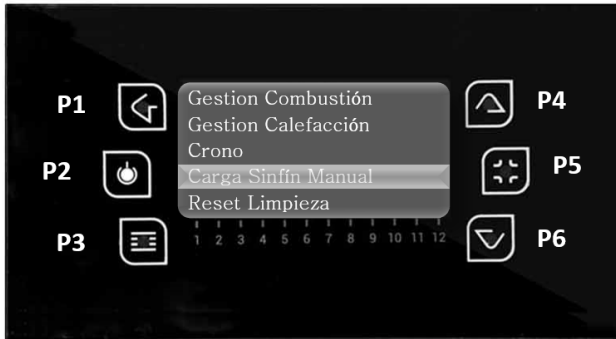 P1
P2
P3
Gestion Combustión
Gestion Calefacción
Crono
Carga Sinfín Manual
Reset Limpieza
1 2 3 4 5 6 7 8 9 10 11 12
P4
P5
P6